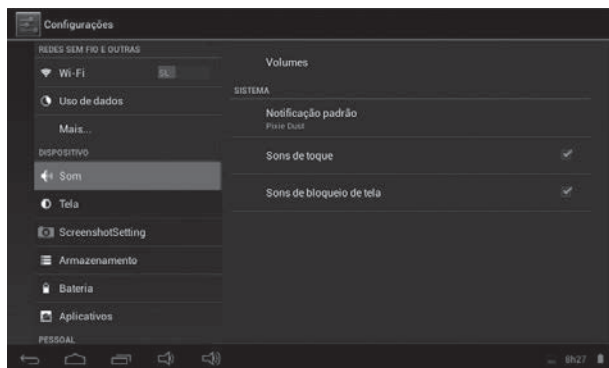 Configurações
REDES SEM FIO E OUTRAS
Wi-Fi
Uso de dados
Mais...
DISPOSITIVO
Som
Tela
ScreenshotSetting
Armazenamento
Bateria
Aplicativos
PESSOAL
Volumes
SISTEMA
Notificação padrão
Pixie Dust
Sons de toque
Sons de bloqueio de tela
8h27